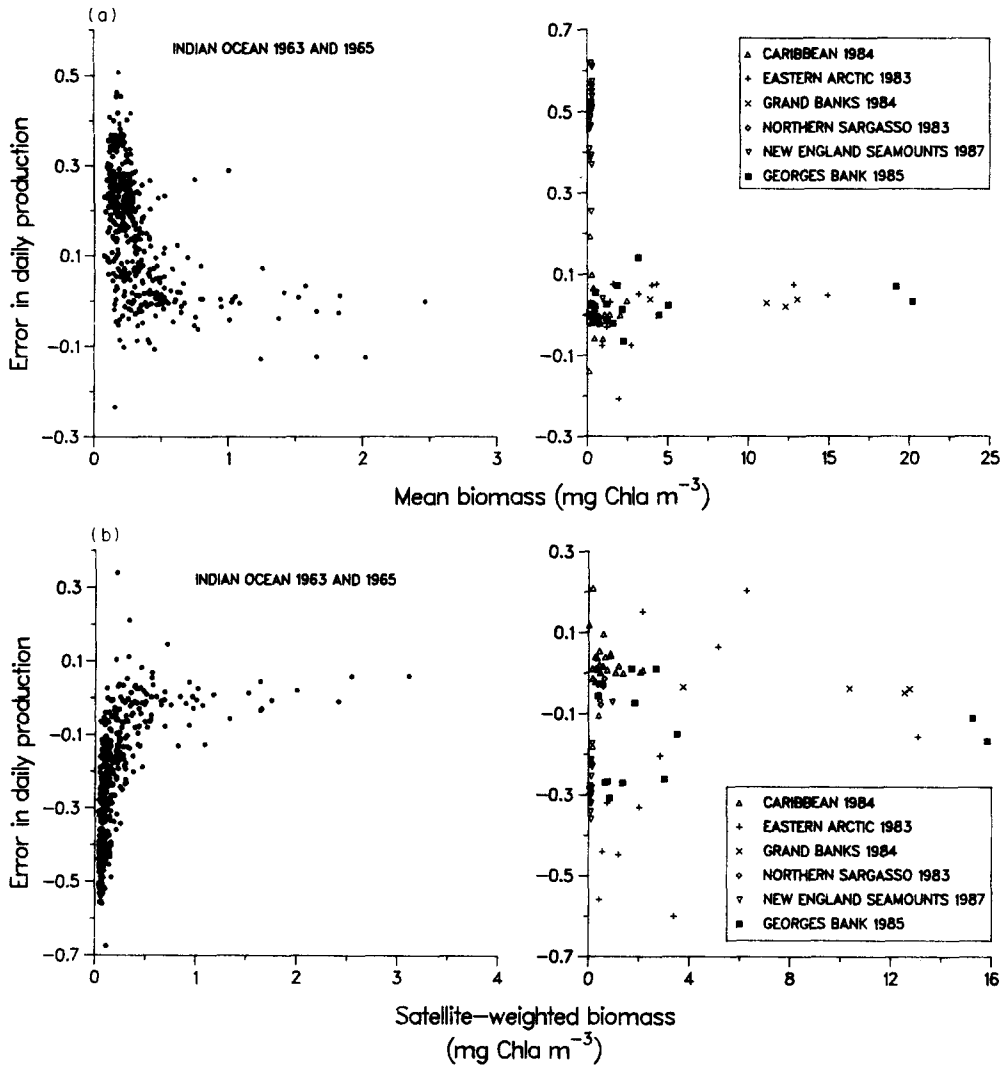 (a)
INDIAN OCEAN 1963 AND 1965
Error in daily production
0.5
0.3
0.1
−0.1
−0.3
0
1
2
3
0.7
0.5
0.3
0.1
−0.1
−0.3
0
5
10
15
20
25
CARIBBEAN 1984
EASTERN ARCTIC 1983
GRAND BANKS 1984
NORTHERN SARGASSO 1983
NEW ENGLAND SEAMOUNTS 1987
GEORGES BANK 1985
Mean biomass (mg Chla m⁻³)
(b)
INDIAN OCEAN 1963 AND 1965
Error in daily production
0.3
0.1
−0.1
−0.3
−0.5
−0.7
0
1
2
3
4
0.3
0.1
−0.1
−0.3
−0.5
−0.7
0
4
8
12
16
CARIBBEAN 1984
EASTERN ARCTIC 1983
GRAND BANKS 1984
NORTHERN SARGASSO 1983
NEW ENGLAND SEAMOUNTS 1987
GEORGES BANK 1985
Satellite−weighted biomass
(mg Chla m⁻³)